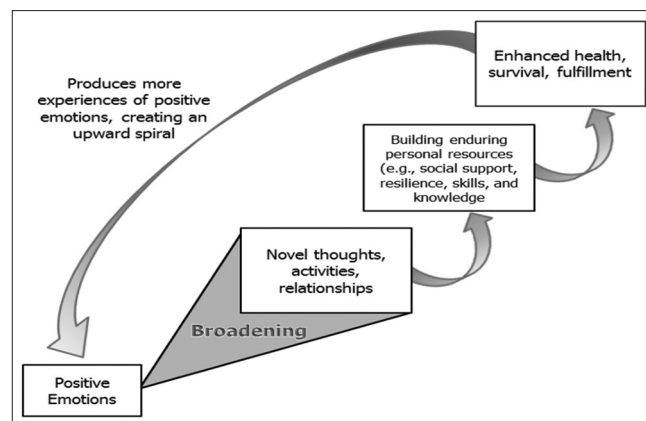 Enhanced health,
survival, fulfillment
Produces more
experiences of positive
emotions, creating an
upward spiral
Building enduring
personal resources
(e.g., social support,
resilience, skills, and
knowledge
Novel thoughts,
activities,
relationships
Broadening
Positive
Emotions